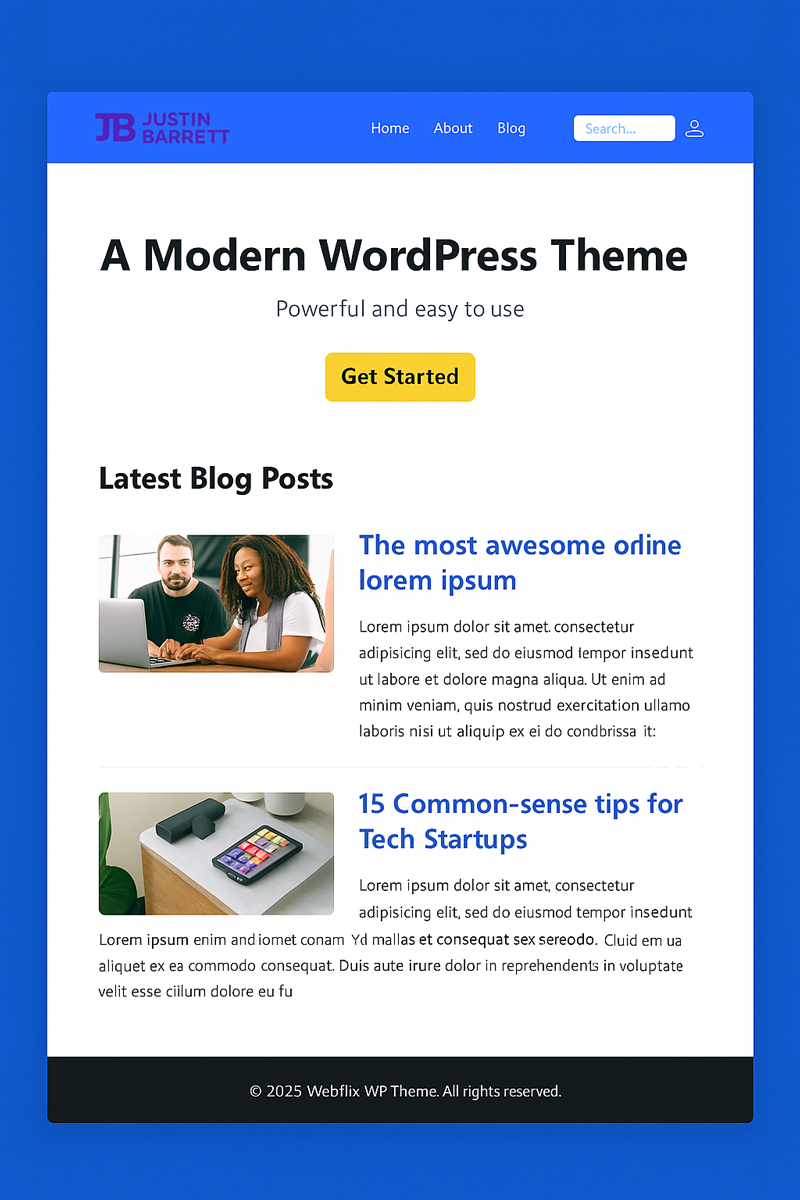 JB JUSTIN
BARRETT
Home About Blog Search...
A Modern WordPress Theme
Powerful and easy to use
Get Started
Latest Blog Posts
The most awesome odine
lorem ipsum
Lorem ipsum dolor sit amet. consectetur
adipisicing elit, sed do eiusmod tempor insedunt
ut labore et dolore magna aliqua. Ut enim ad
minim veniam, quis nostrud exercitation ullamo
laboris nisi ut aliquip ex ei do condbrissa it:
15 Common-sense tips for
Tech Startups
Lorem ipsum dolor sit amet, consectetur
adipisicing elit, sed do eiusmod tempor insedunt
Lorem ipsum enim and iomet conam Yd mallas et consequat sex sereodo. Cluid em ua
aliquet ex ea commodo consequat. Duis aute irure dolor in reprehendents in voluptate
velit esse ciilum dolore eu fu
© 2025 Webflix WP Theme. All rights reserved.